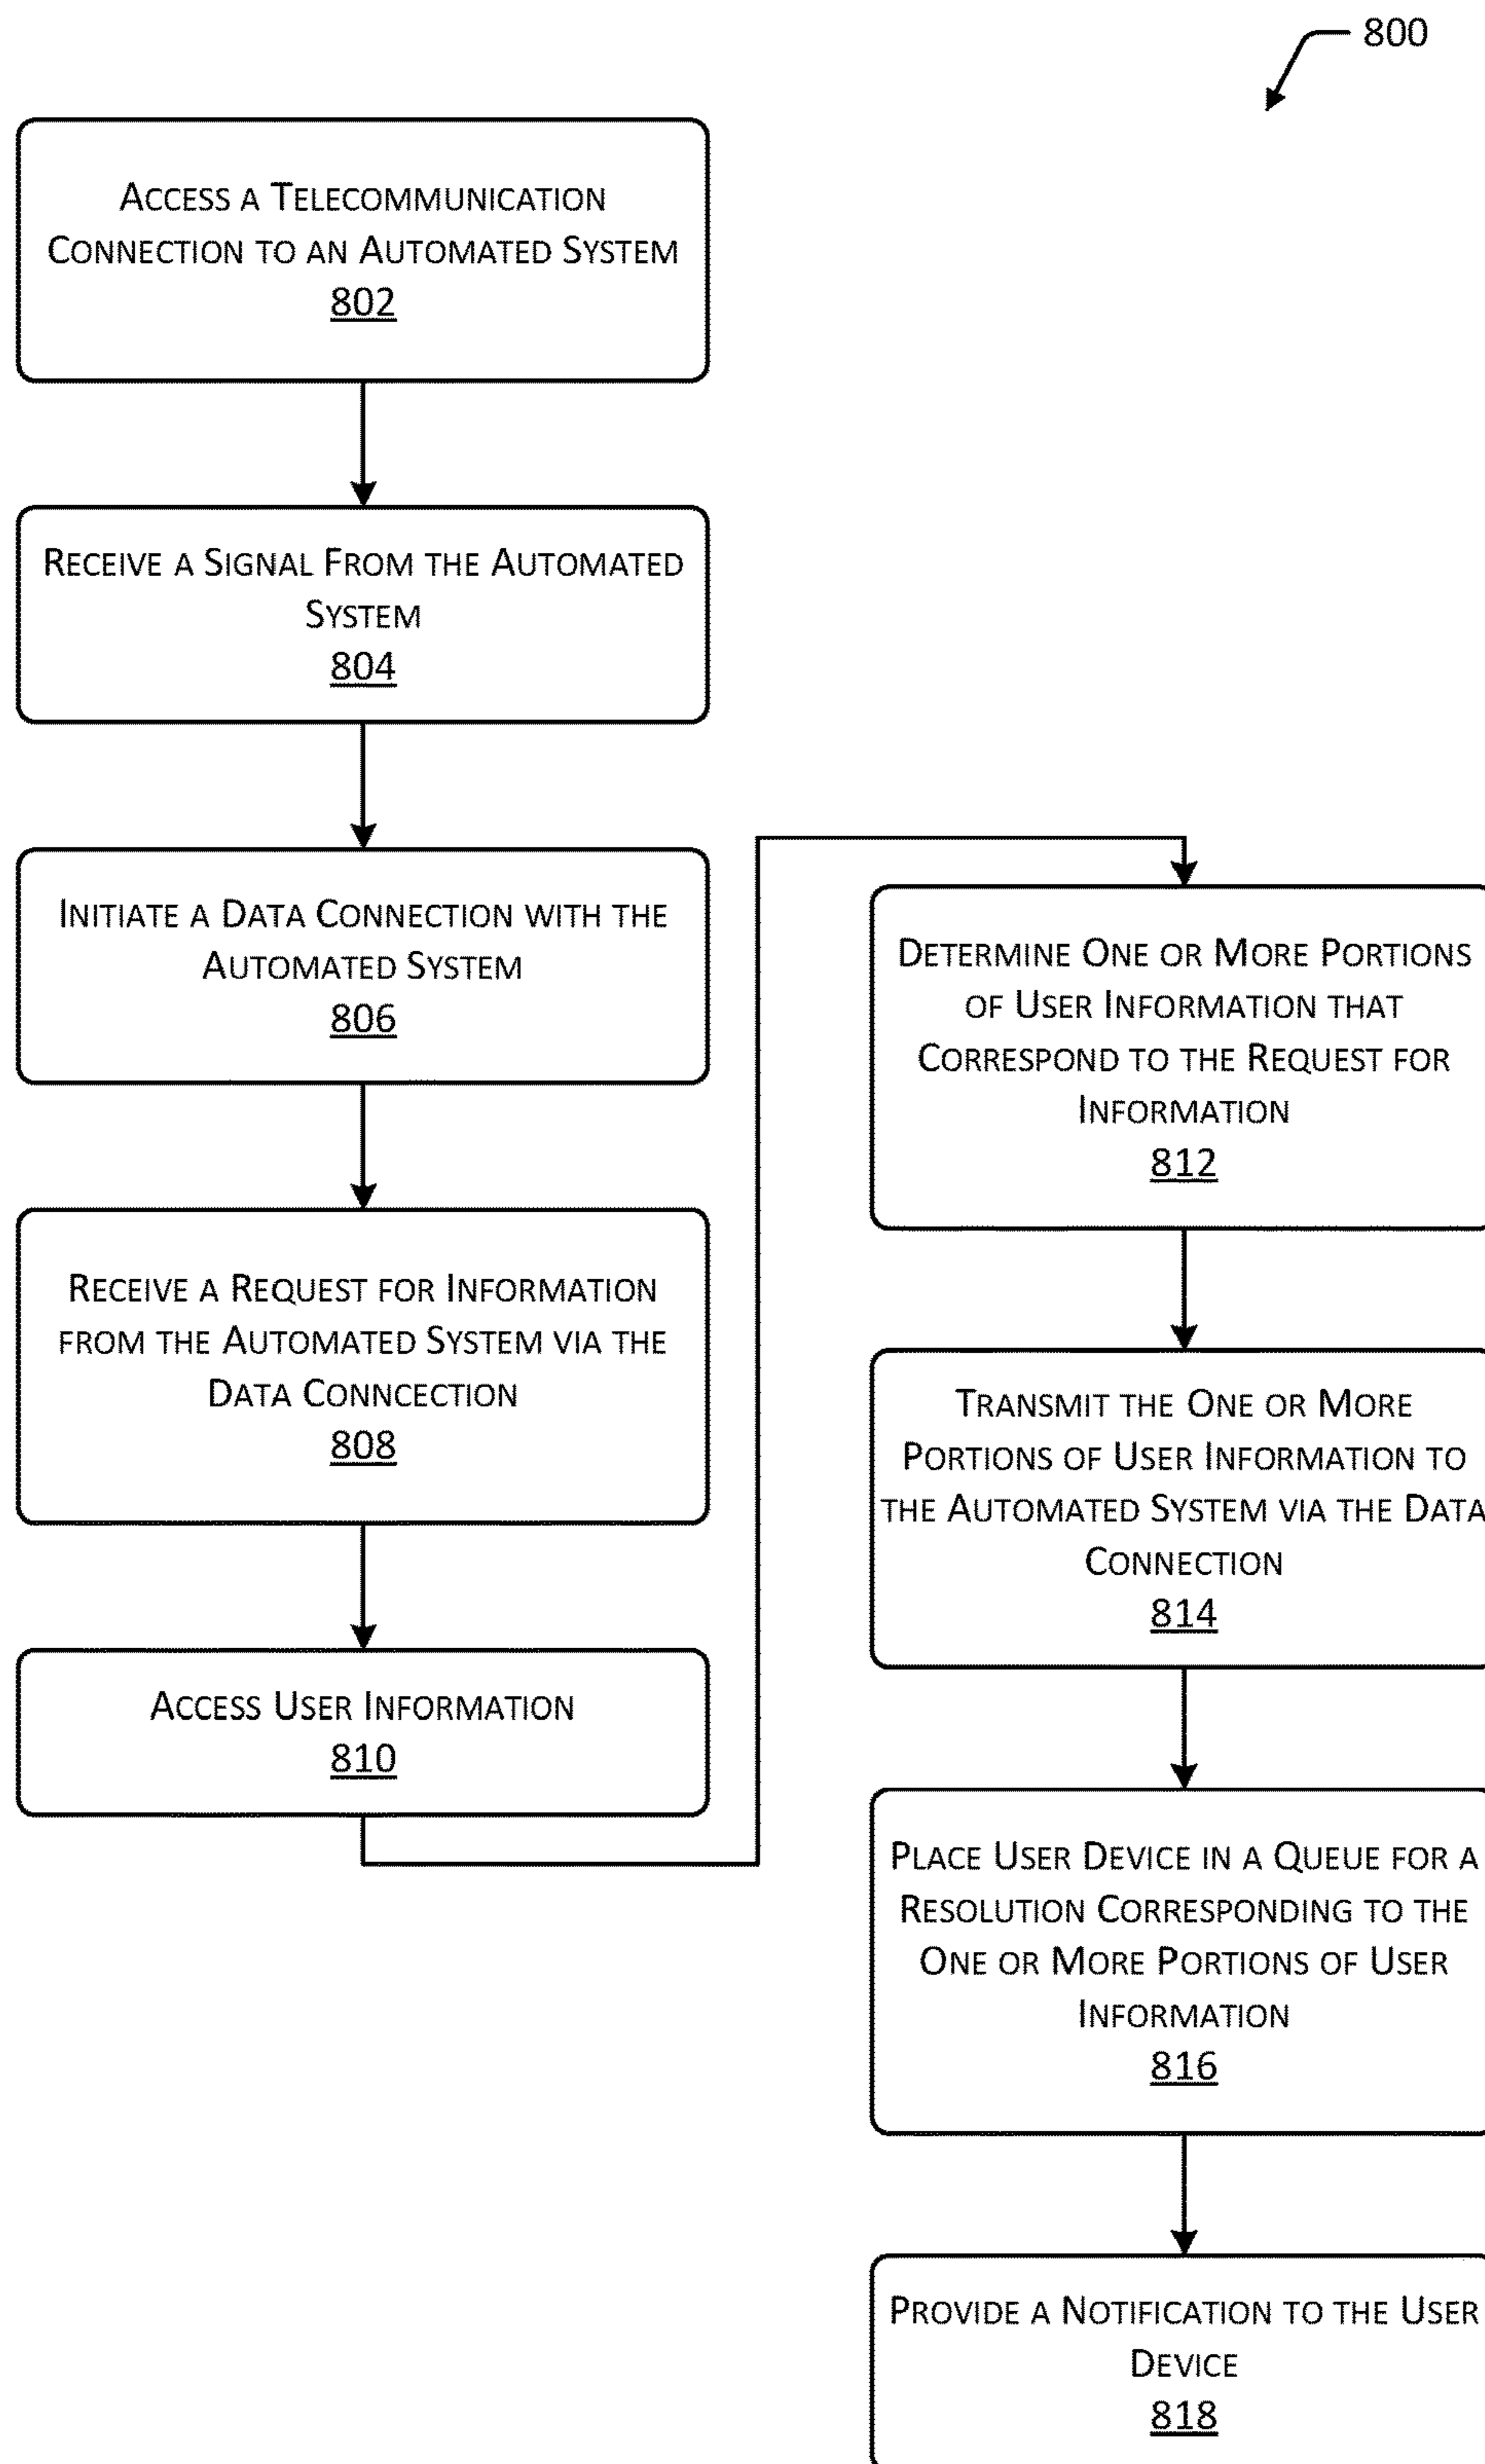 800
Access a Telecommunication
Connection to an Automated System
802
Receive a Signal From the Automated
System
804
Initiate a Data Connection with the
Automated System
806
Receive a Request for Information
from the Automated System via the
Data Conncection
808
Access User Information
810
Determine One or More Portions
of User Information that
Correspond to the Request for
Information
812
Transmit the One or More
Portions of User Information to
the Automated System via the Data
Connection
814
Place User Device in a Queue for a
Resolution Corresponding to the
One or More Portions of User
Information
816
Provide a Notification to the User
Device
818